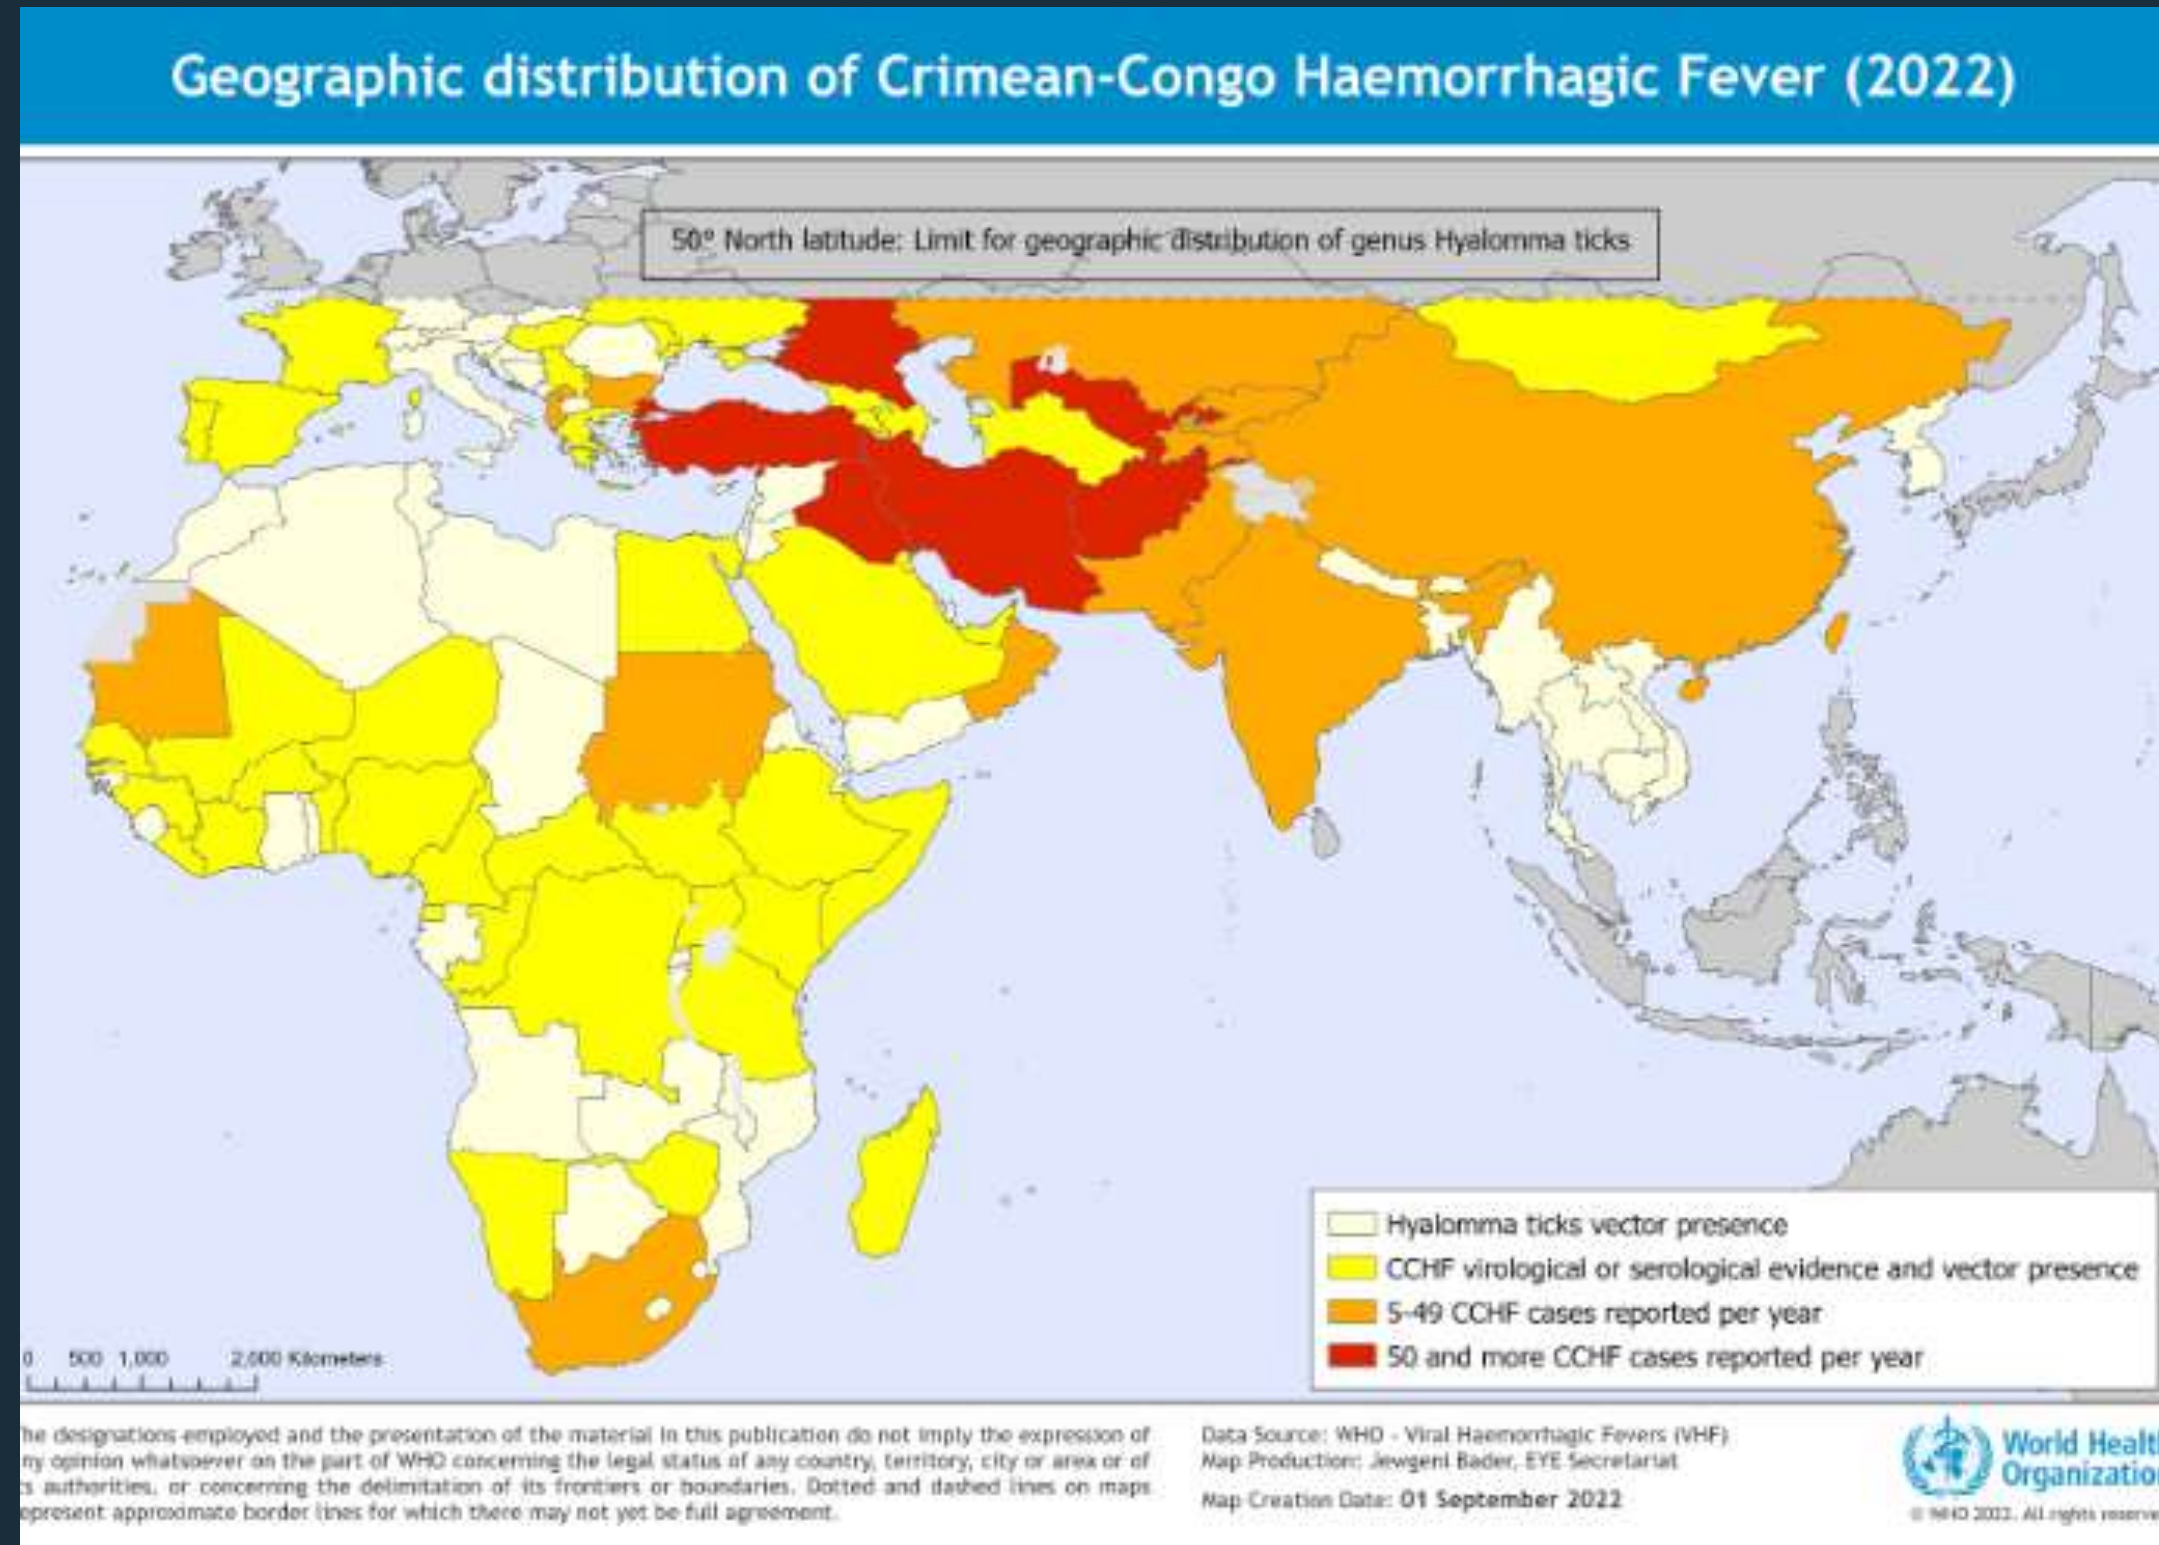 Geographic distribution of Crimean-Congo Haemorrhagic Fever (2022)
50° North latitude: Limit for geographic distribution of genus Hyalomma ticks
Hyalomma ticks vector presence
CCHF virological or serological evidence and vector presence
5-49 CCHF cases reported per year
50 and more CCHF cases reported per year
0 500 1,000 2,000 Kilometers
he designations employed and the presentation of the material in this publication do not imply the expression of
ny opinion whatsoever on the part of WHO concerning the legal status of any country, territory, city or area or of
s authorities, or concerning the delimitation of its frontiers or boundaries. Dotted and dashed lines on maps
epresent approximate border lines for which there may not yet be full agreement.
Data Source: WHO - Viral Haemorrhagic Fevers (VHF)
Map Production: Jewgeni Bader, EYE Secretariat
Map Creation Date: 01 September 2022
World Healt
Organizatio
© WHO 2022. All rights reserve